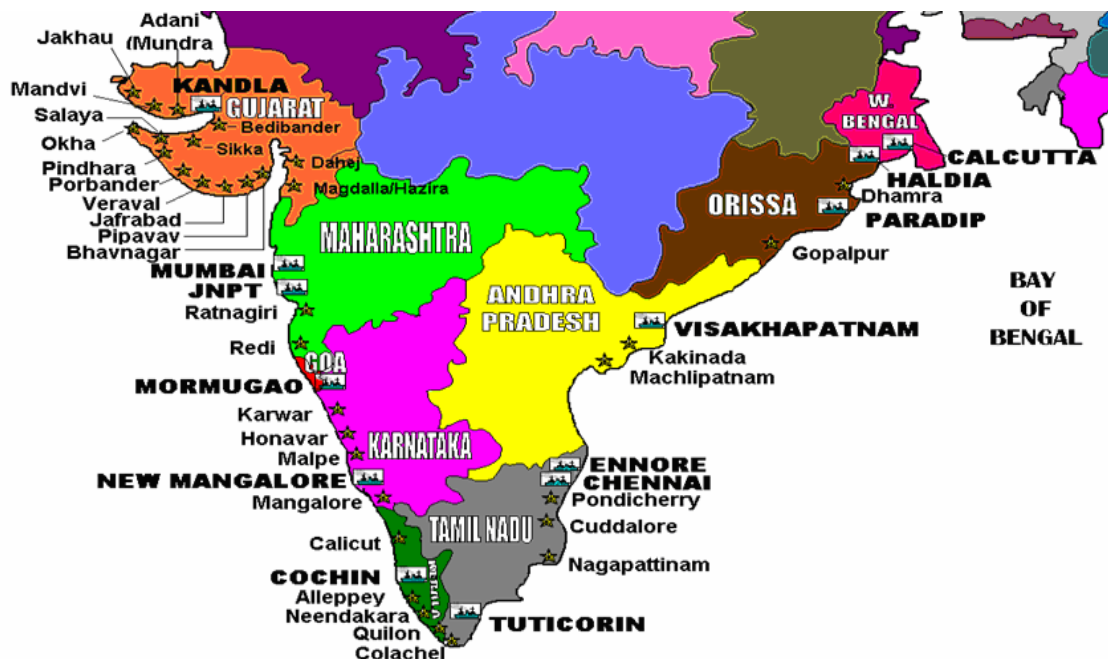 Adani
(Mundra
Jakhau
KANDLA
Mandvi
GUJARAT
Salaya
Bedibander
Okha
Sikka
Pindhara
Dahej
Porbander
Magdalla/Hazira
Veraval
Jafrabad
Pipavav
Bhavnagar
W.
BENGAL
CALCUTTA
HALDIA
Dhamra
ORISSA
PARADIP
Gopalpur
MAHARASHTRA
MUMBAI
JNPT
Ratnagiri
Redi
ANDHRA
PRADESH
VISAKHAPATNAM
Kakinada
Machlipatnam
BAY
OF
BENGAL
GOA
MORMUGAO
Karwar
Honavar
Malpe
KARNATAKA
NEW MANGALORE
Mangalore
ENNORE
CHENNAI
Pondicherry
Cuddalore
Nagapattinam
TAMIL NADU
Calicut
COCHIN
KERELA
Alleppey
Neendakara
Quilon
Colachel
TUTICORIN